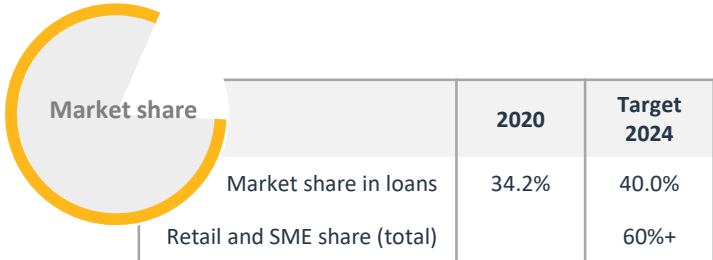 Market share
2020
Target
2024
Market share in loans 34.2% 40.0%
Retail and SME share (total) 60%+